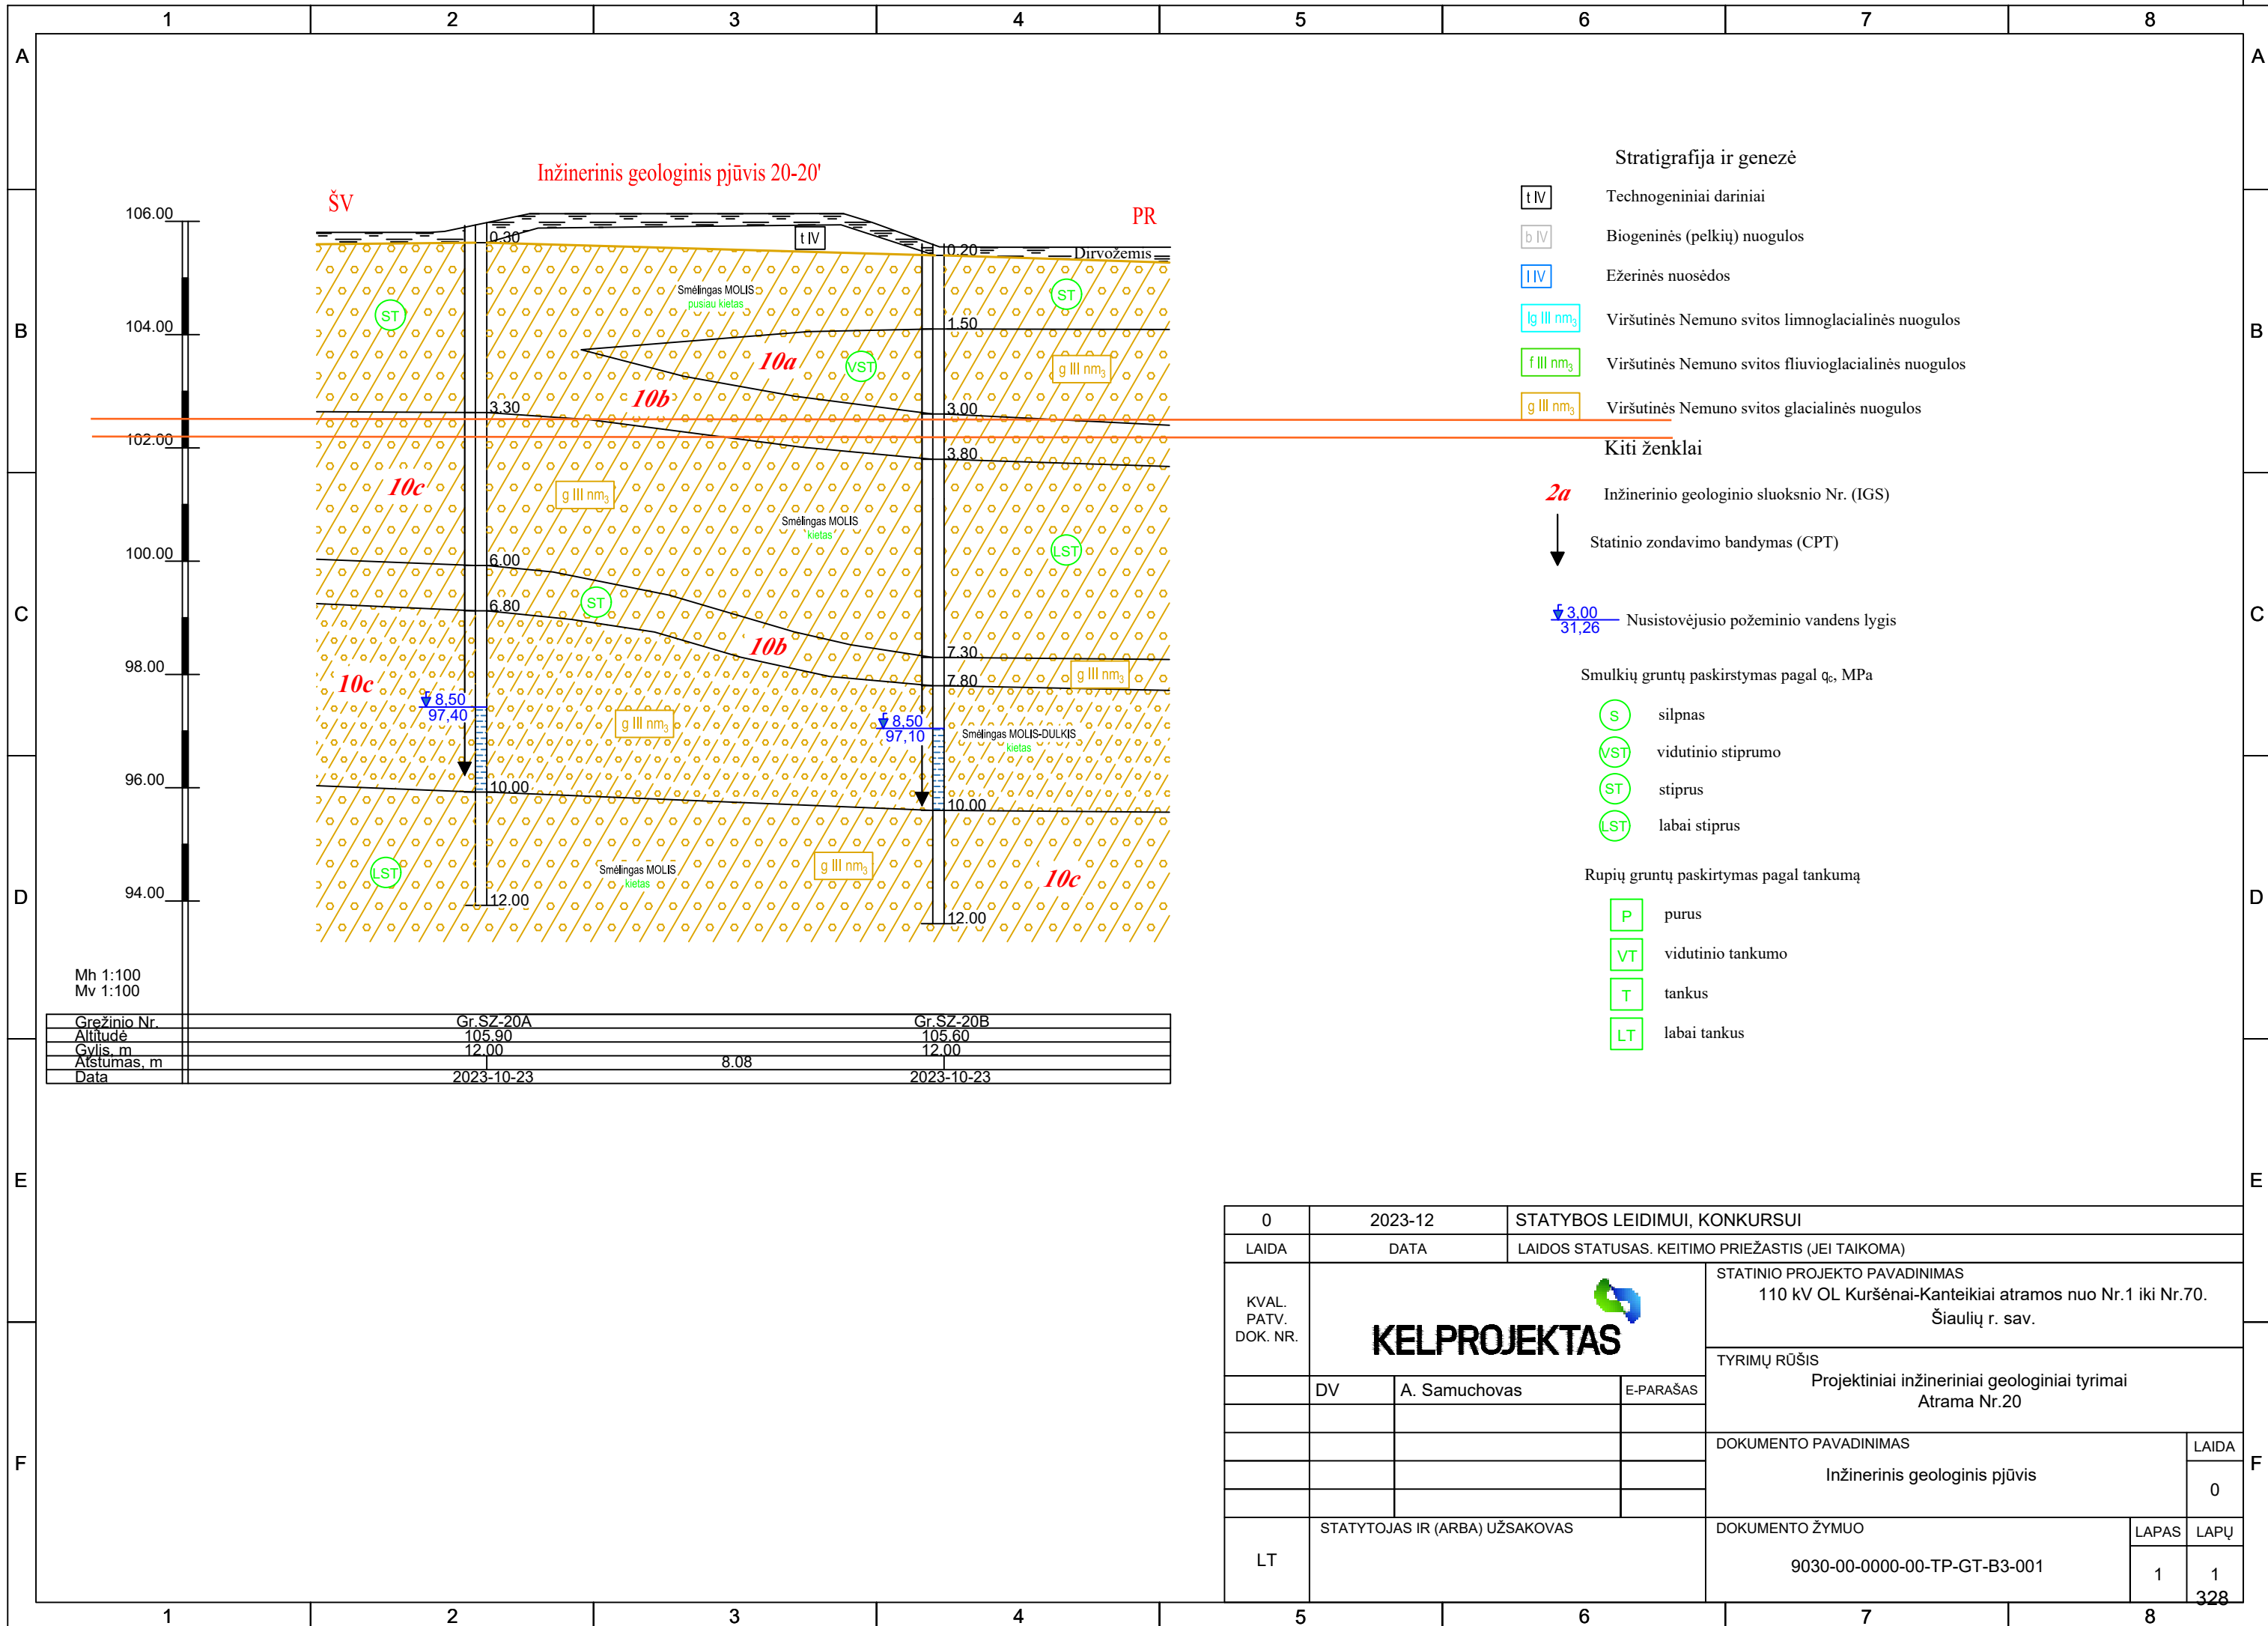 1 2 3 4 5 6 7 8
A A
B B
C C
D D
E E
F F
Inžinerinis geologinis pjūvis 20-20'
ŠV
PR
106.00
104.00
102.00
100.00
98.00
96.00
94.00
0.30
t IV
0.20
Dirvožemis
Smėlingas MOLIS
pusiau kietas
ST
ST
1.50
10a
VST
g III nm3
10b
3.30
3.00
3.80
10c
g III nm3
Smėlingas MOLIS
kietas
LST
6.00
ST
6.80
10b
7.30
g III nm3
7.80
10c
8,50
97,40
g III nm3
8,50
97,10
Smėlingas MOLIS-DULKIS
kietas
10.00
10.00
LST
Smėlingas MOLIS
kietas
g III nm3
10c
12.00
12.00
Mh 1:100
Mv 1:100
Gręžinio Nr. Gr.SZ-20A Gr.SZ-20B
Altitudė 105.90 105.60
Gylis, m 12.00 12.00
Atstumas, m 8.08
Data 2023-10-23 2023-10-23
Stratigrafija ir genezė
t IV Technogeniniai dariniai
b IV Biogeninės (pelkių) nuogulos
l IV Ežerinės nuosėdos
lg III nm3 Viršutinės Nemuno svitos limnoglacialinės nuogulos
f III nm3 Viršutinės Nemuno svitos fliuvioglacialinės nuogulos
g III nm3 Viršutinės Nemuno svitos glacialinės nuogulos
Kiti ženklai
2a Inžinerinio geologinio sluoksnio Nr. (IGS)
Statinio zondavimo bandymas (CPT)
3,00
31,26
Nusistovėjusio požeminio vandens lygis
Smulkių gruntų paskirstymas pagal qc, MPa
S silpnas
VST vidutinio stiprumo
ST stiprus
LST labai stiprus
Rupių gruntų paskirtymas pagal tankumą
P purus
VT vidutinio tankumo
T tankus
LT labai tankus
0 2023-12 STATYBOS LEIDIMUI, KONKURSUI
LAIDA DATA LAIDOS STATUSAS. KEITIMO PRIEŽASTIS (JEI TAIKOMA)
KVAL.
PATV.
DOK. NR.
KELPROJEKTAS
STATINIO PROJEKTO PAVADINIMAS
110 kV OL Kuršėnai-Kanteikiai atramos nuo Nr.1 iki Nr.70.
Šiaulių r. sav.
TYRIMŲ RŪŠIS
Projektiniai inžineriniai geologiniai tyrimai
Atrama Nr.20
DV A. Samuchovas E-PARAŠAS
DOKUMENTO PAVADINIMAS LAIDA
Inžinerinis geologinis pjūvis
0
STATYTOJAS IR (ARBA) UŽSAKOVAS
DOKUMENTO ŽYMUO LAPAS LAPŲ
LT
9030-00-0000-00-TP-GT-B3-001 1 1
328
1 2 3 4 5 6 7 8